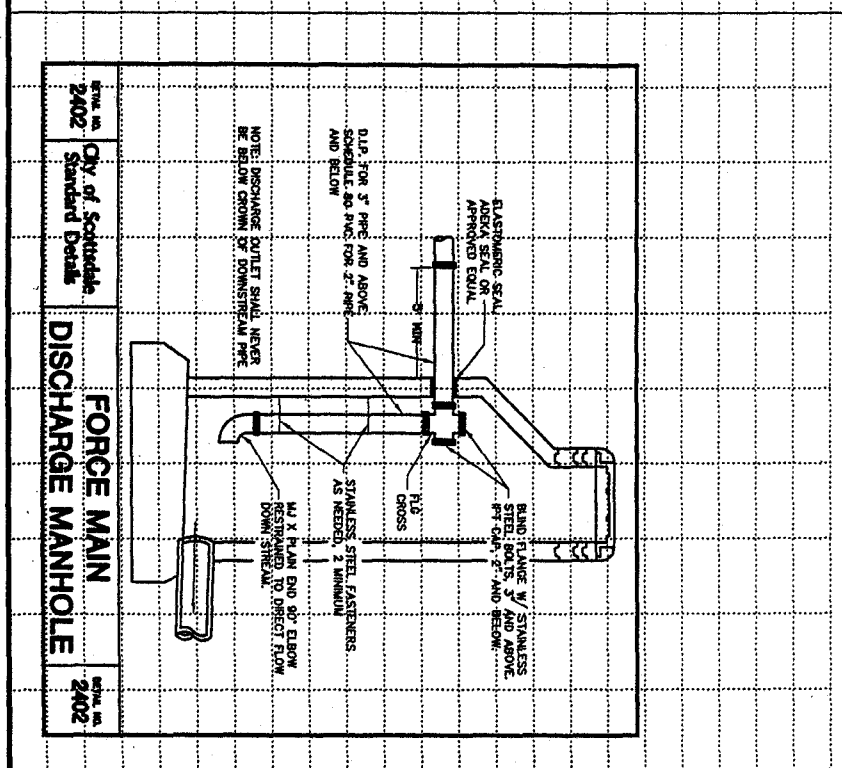 ELASTOMERIC SEAL,
ADEKA SEAL OR
APPROVED EQUAL
BLIND FLANGE W/ STAINLESS
STEEL BOLTS, 3" AND ABOVE,
IPT CAP, 2" AND BELOW.
5' MIN
D.I.P. FOR 3" PIPE AND ABOVE,
SCHEDULE 80 PVC FOR 2" PIPE
AND BELOW
FLG
CROSS
STAINLESS STEEL FASTENERS
AS NEEDED, 2 MINIMUM
NOTE: DISCHARGE OUTLET SHALL NEVER
BE BELOW CROWN OF DOWNSTREAM PIPE
MJ X PLAIN END 90° ELBOW
RESTRAINED TO DIRECT FLOW
DOWN STREAM.
DETAIL NO.
2402
City of Scottsdale
Standard Details
FORCE MAIN
DISCHARGE MANHOLE
DETAIL NO.
2402